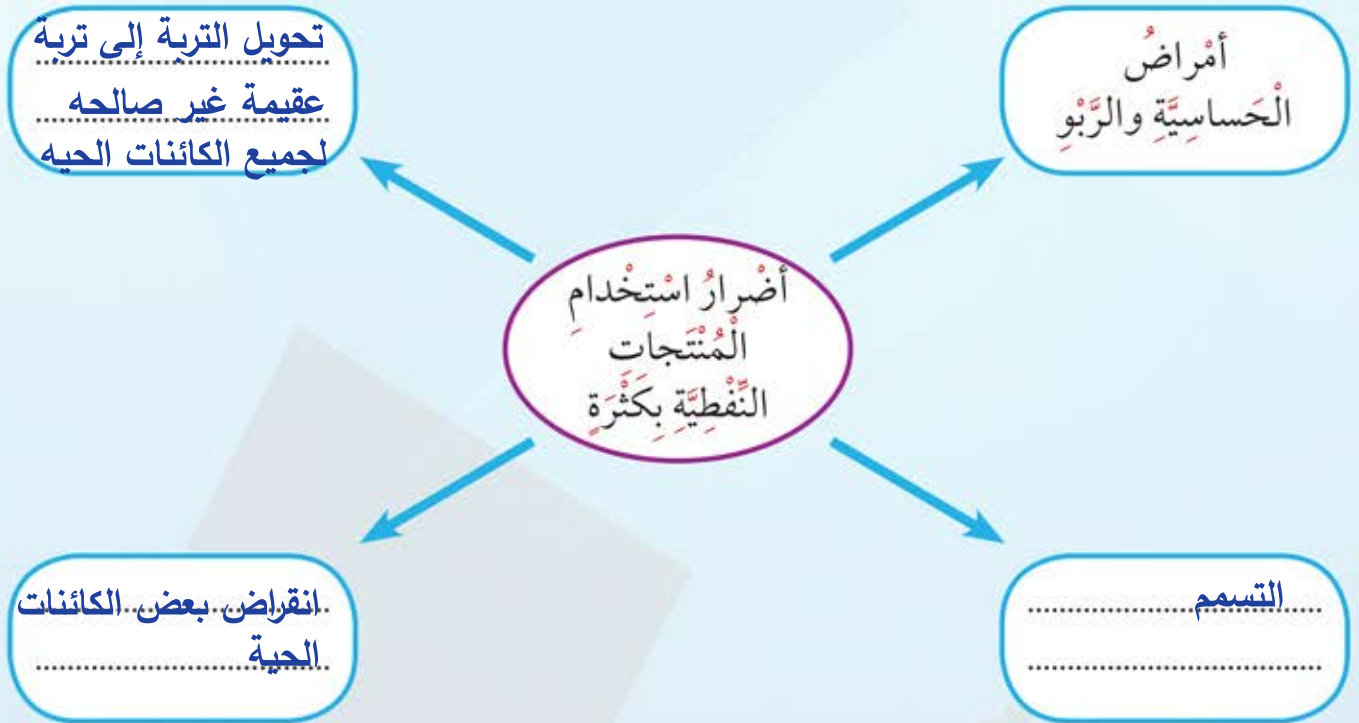 أَمْراضُ
الْحَساسِيَّةِ والرَّبْوِ
تحويل التربة إلى تربة
عقيمة غير صالحه
لجميع الكائنات الحيه
أضْرارُ اسْتِخْدامِ
الْمُنْتَجاتِ
النِّفْطِيَّةِ بِكَثْرَةٍ
التسمم
انقراض بعض الكائنات
الحية